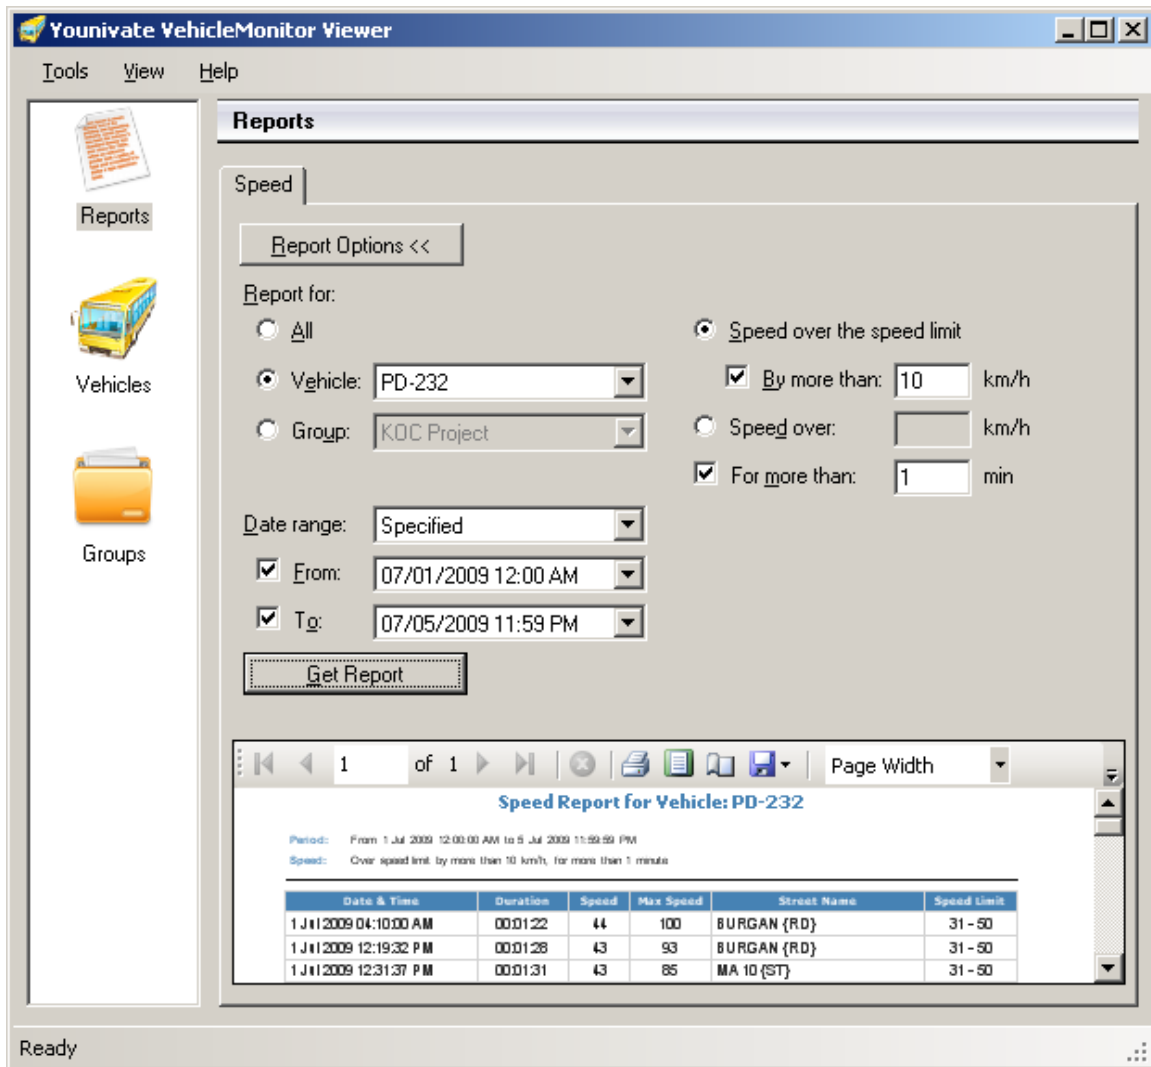 Younivate VehicleMonitor Viewer
Tools View Help
Reports
Vehicles
Groups
Reports
Speed
Report Options <<
Report for:
All
Vehicle: PD-232
Group: KOC Project
Speed over the speed limit
By more than: 10 km/h
Speed over: km/h
For more than: 1 min
Date range: Specified
From: 07/01/2009 12:00 AM
To: 07/05/2009 11:59 PM
Get Report
1 of 1 Page Width
Speed Report for Vehicle: PD-232
Period: From 1 Jul 2009 12:00:00 AM to 5 Jul 2009 11:59:59 PM
Speed: Over speed limit by more than 10 km/h, for more than 1 minute
Date & Time Duration Speed Max Speed Street Name Speed Limit
1 Jul 2009 04:10:00 AM 00:01:22 44 100 BURGAN {RD} 31 - 50
1 Jul 2009 12:19:32 PM 00:01:28 43 93 BURGAN {RD} 31 - 50
1 Jul 2009 12:31:37 PM 00:01:31 43 85 MA 10 {ST} 31 - 50
Ready